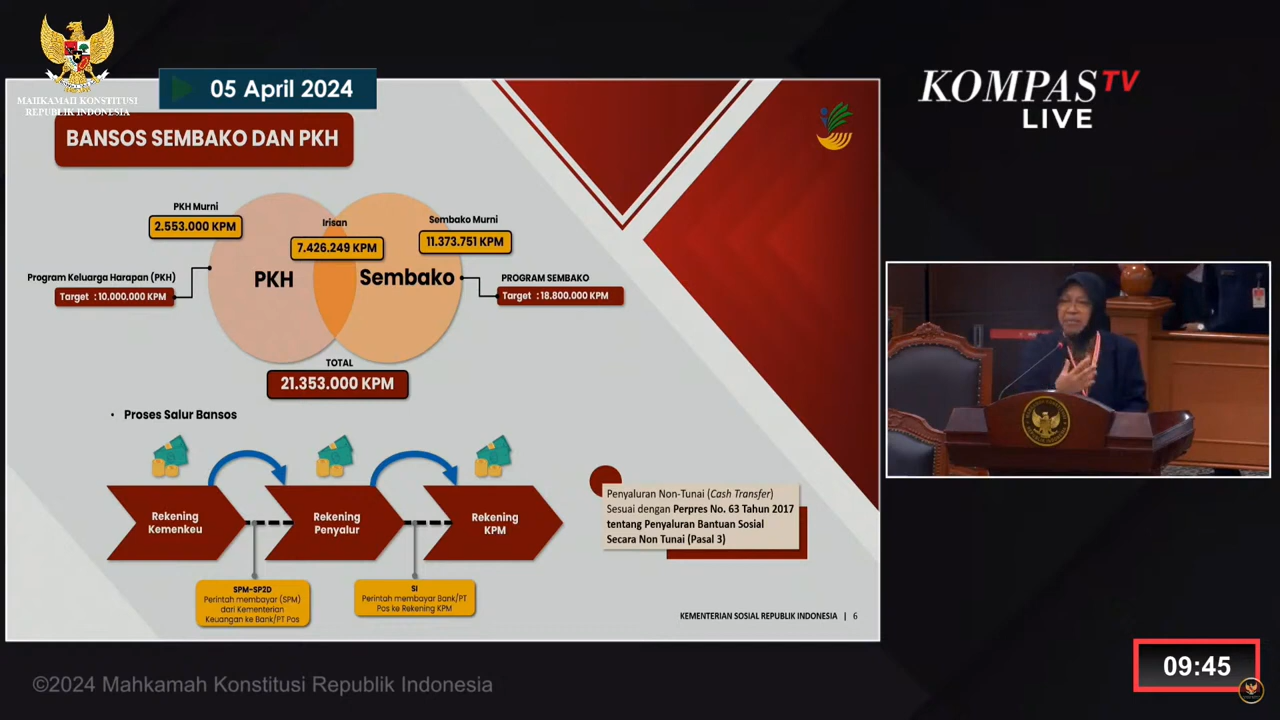 MAHKAMAH KONSTITUSI
REPUBLIK INDONESIA
05 April 2024
KOMPAS TV
LIVE
BANSOS SEMBAKO DAN PKH
PKH Murni
2.553.000 KPM
Irisan
7.426.249 KPM
Sembako Murni
11.373.751 KPM
Program Keluarga Harapan (PKH)
Target : 10.000.000 KPM
PKH
Sembako
PROGRAM SEMBAKO
Target : 18.800.000 KPM
TOTAL
21.353.000 KPM
• Proses Salur Bansos
Rekening
Kemenkeu
Rekening
Penyalur
Rekening
KPM
SPM-SP2D
Perintah membayar (SPM)
dari Kementerian
Keuangan ke Bank/PT Pos
SI
Perintah membayar Bank/PT
Pos ke Rekening KPM
Penyaluran Non-Tunai (Cash Transfer)
Sesuai dengan Perpres No. 63 Tahun 2017
tentang Penyaluran Bantuan Sosial
Secara Non Tunai (Pasal 3)
KEMENTERIAN SOSIAL REPUBLIK INDONESIA | 6
©2024 Mahkamah Konstitusi Republik Indonesia
09:45